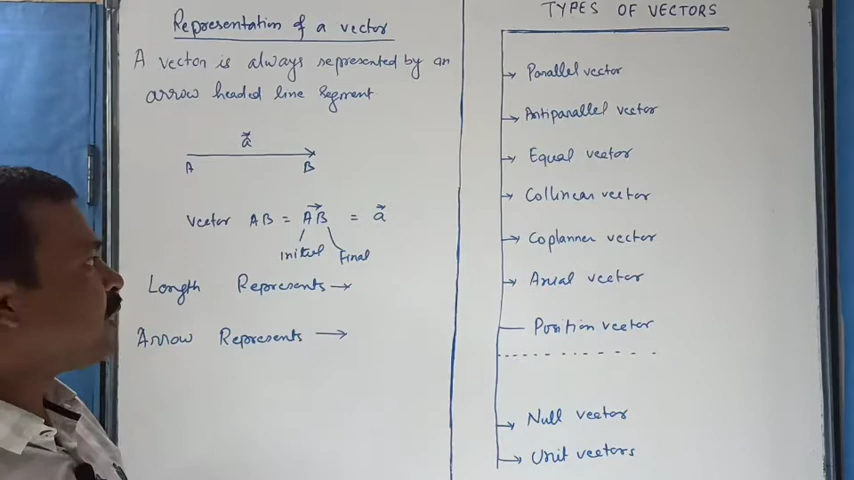 Representation of a vector
A vector is always represented by an
arrow headed line segment
a⃗
A B
vector AB = A⃗B⃗ = a⃗
initial Final
Length Represents →
Arrow Represents →
TYPES OF VECTORS
→ Parallel vector
→ Antiparallel vector
→ Equal vector
→ Collinear vector
→ Coplanner vector
→ Axial vector
Position vector
→ Null vector
→ Unit vectors